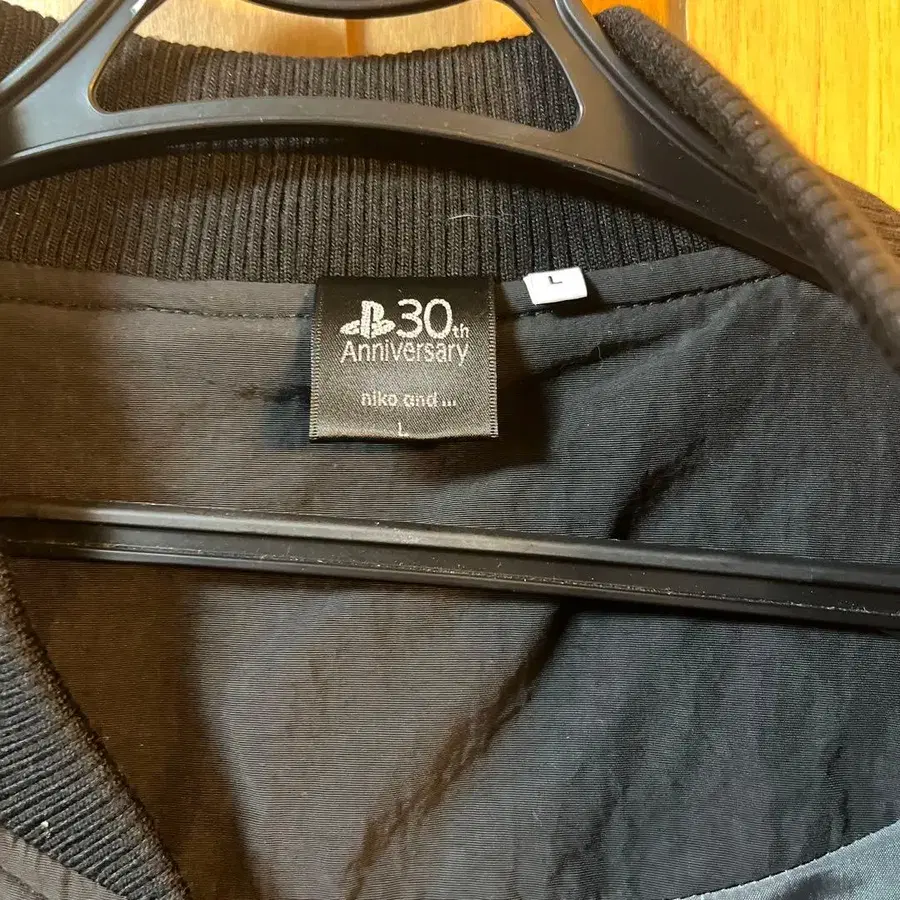 30th
Anniversary
niko and ...
L
L